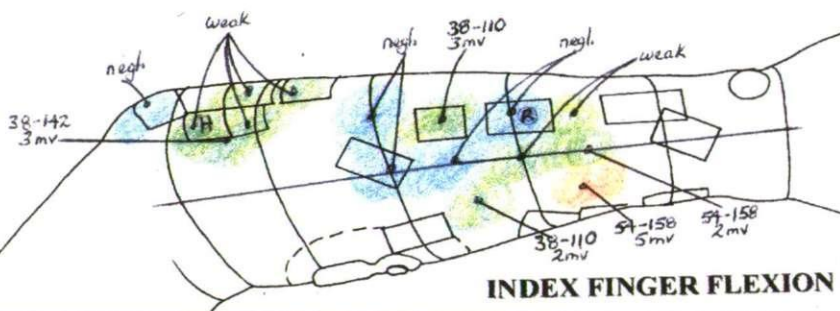 weak
38-110
3mv
negl.
negl.
negl.
weak
38-142
3mv
H
R
54-158
2mv
54-158
5mv
38-110
2mv
INDEX FINGER FLEXION